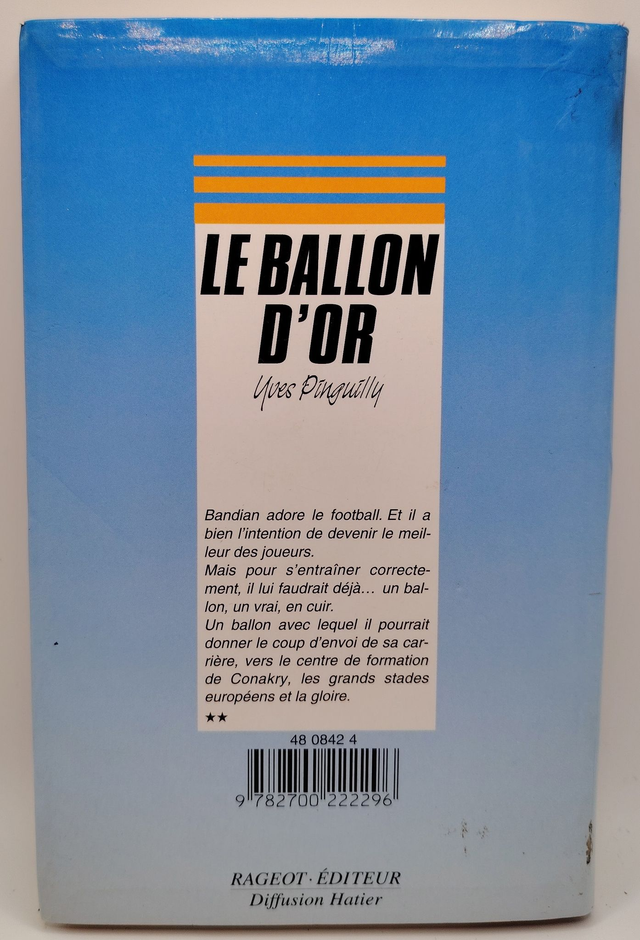 LE BALLON
D'OR
Yves Pinguilly
Bandian adore le football. Et il a
bien l'intention de devenir le meil-
leur des joueurs.
Mais pour s'entraîner correcte-
ment, il lui faudrait déjà... un bal-
lon, un vrai, en cuir.
Un ballon avec lequel il pourrait
donner le coup d'envoi de sa car-
rière, vers le centre de formation
de Conakry, les grands stades
européens et la gloire.
★★
48 0842 4
9 782700 222296
RAGEOT · ÉDITEUR
Diffusion Hatier